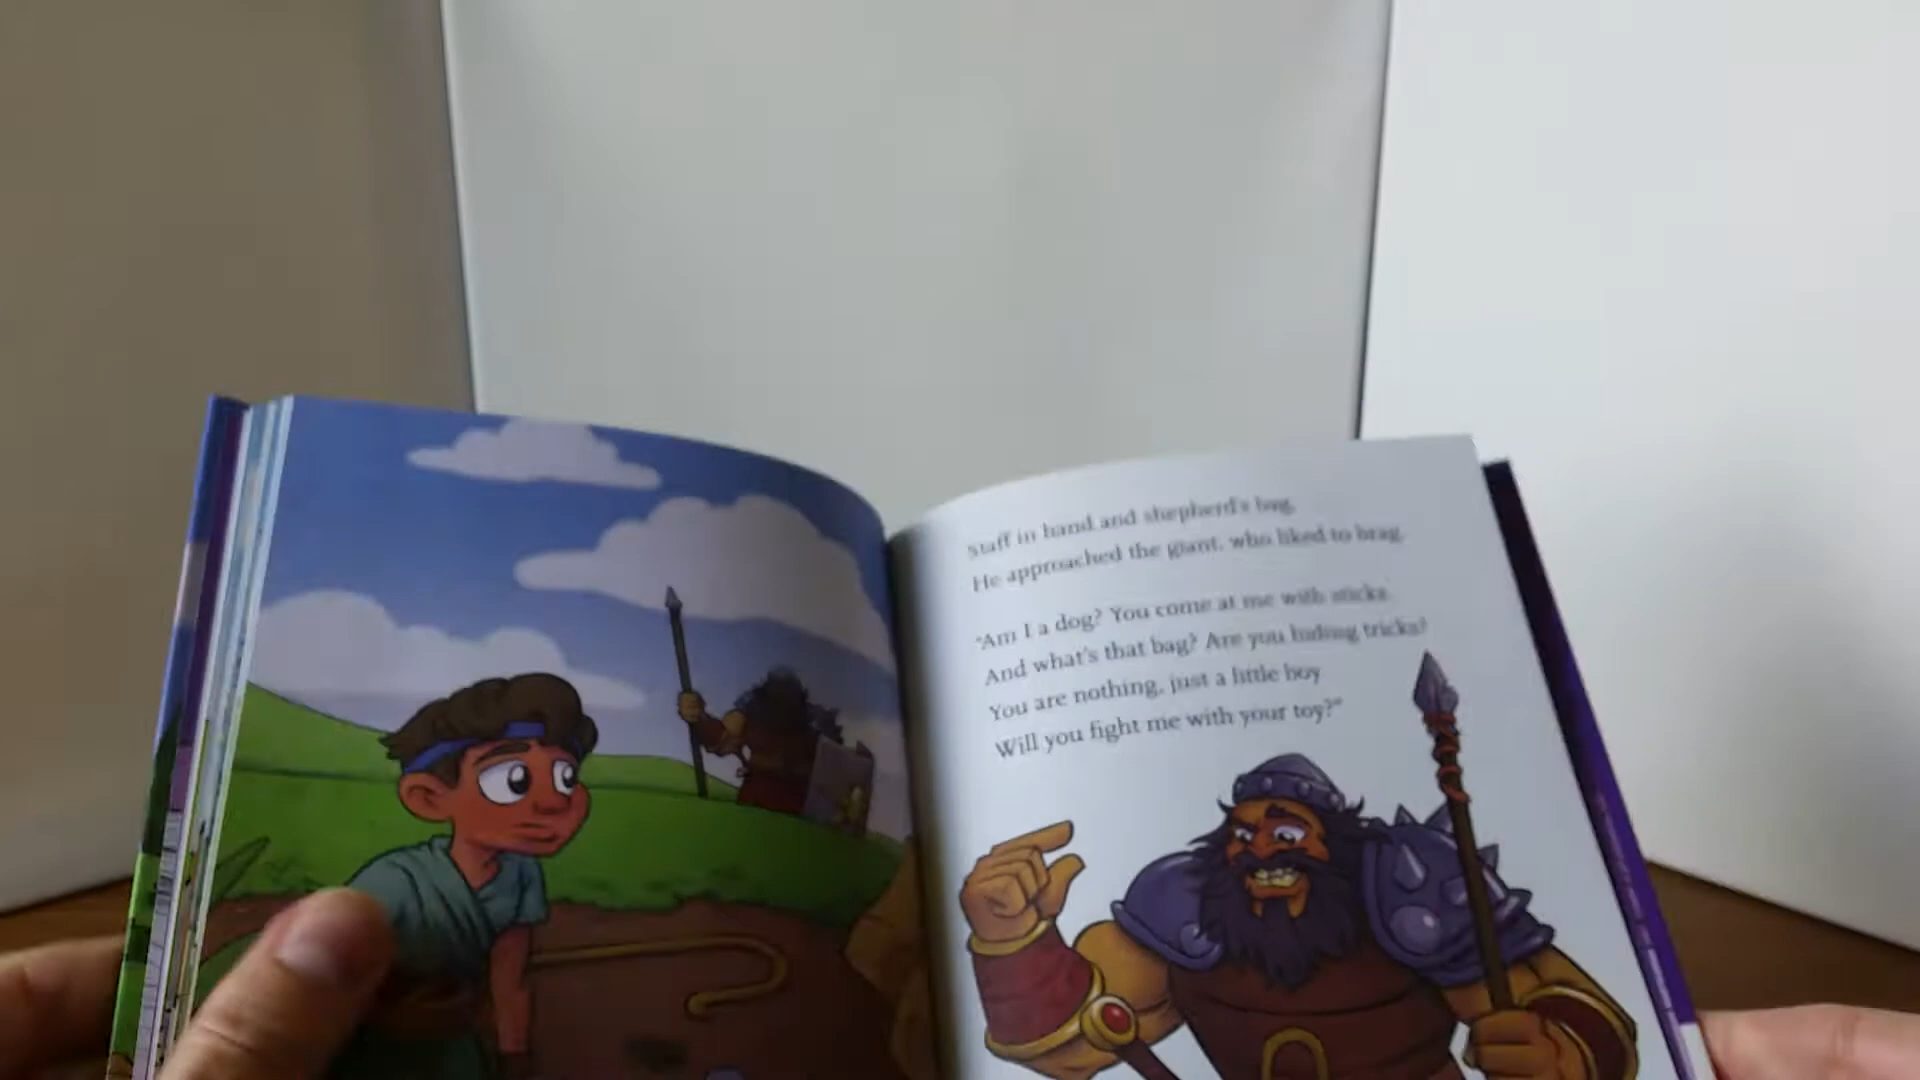 Staff in hand and shepherd's bag,
He approached the giant, who liked to brag.
"Am I a dog? You come at me with sticks.
And what's that bag? Are you hiding tricks?
You are nothing, just a little boy
Will you fight me with your toy?"